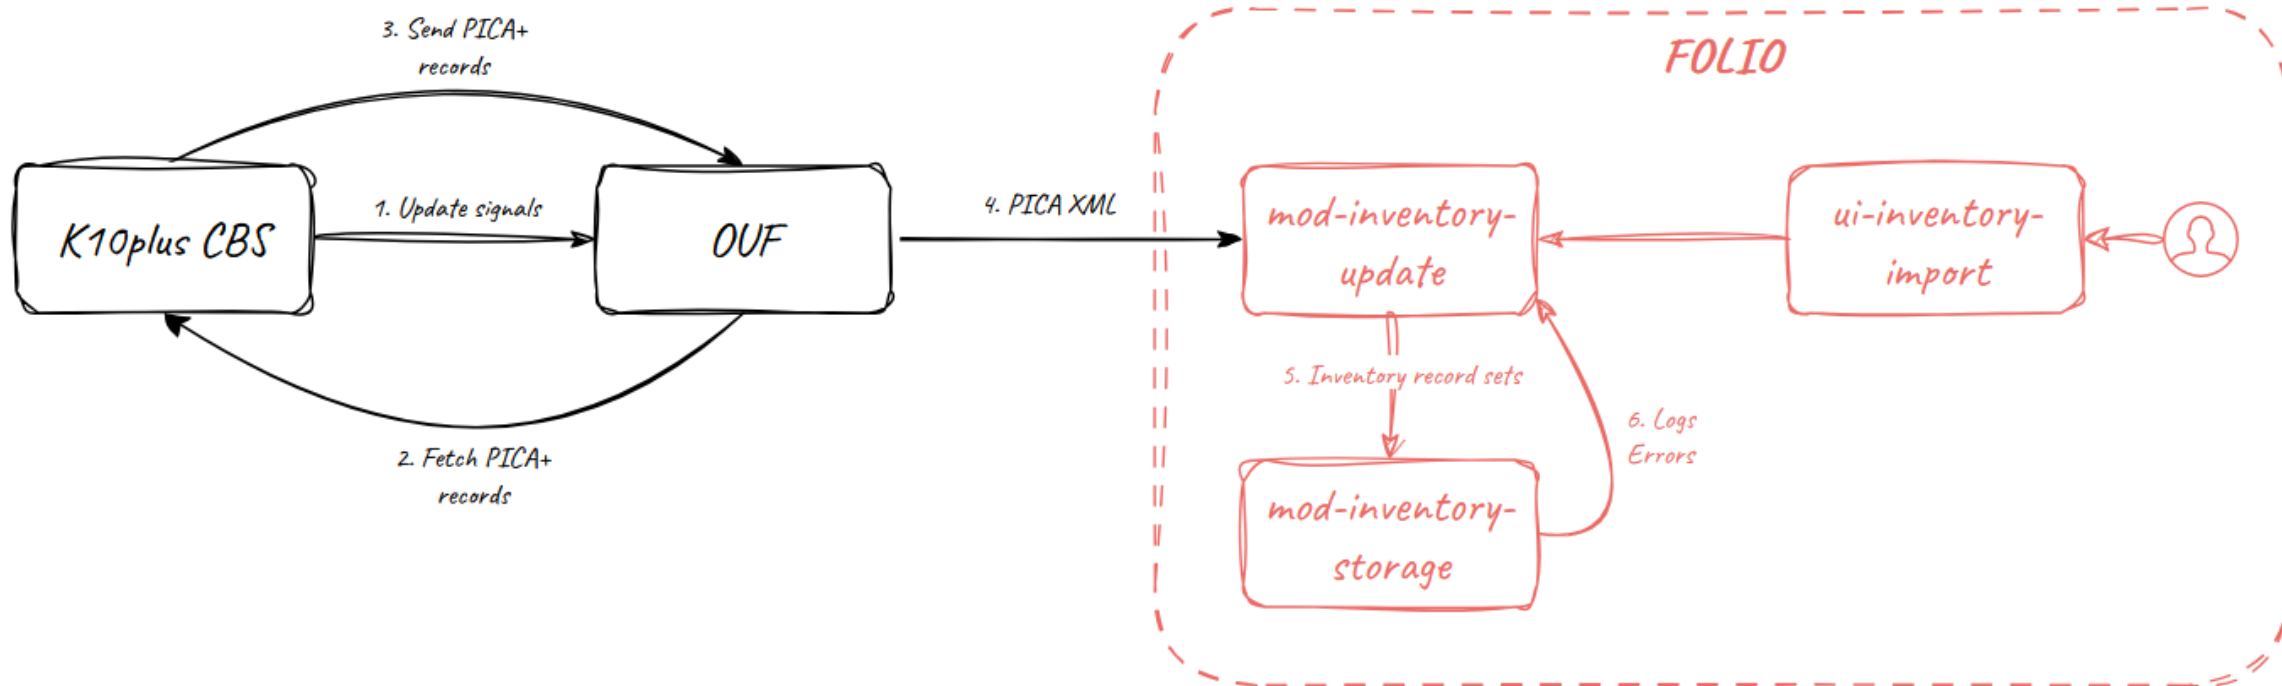 3. Send PICA+
records
FOLIO
K10plus CBS
1. Update signals
OUF
4. PICA XML
mod-inventory-
update
ui-inventory-
import
2. Fetch PICA+
records
5. Inventory record sets
6. Logs
Errors
mod-inventory-
storage